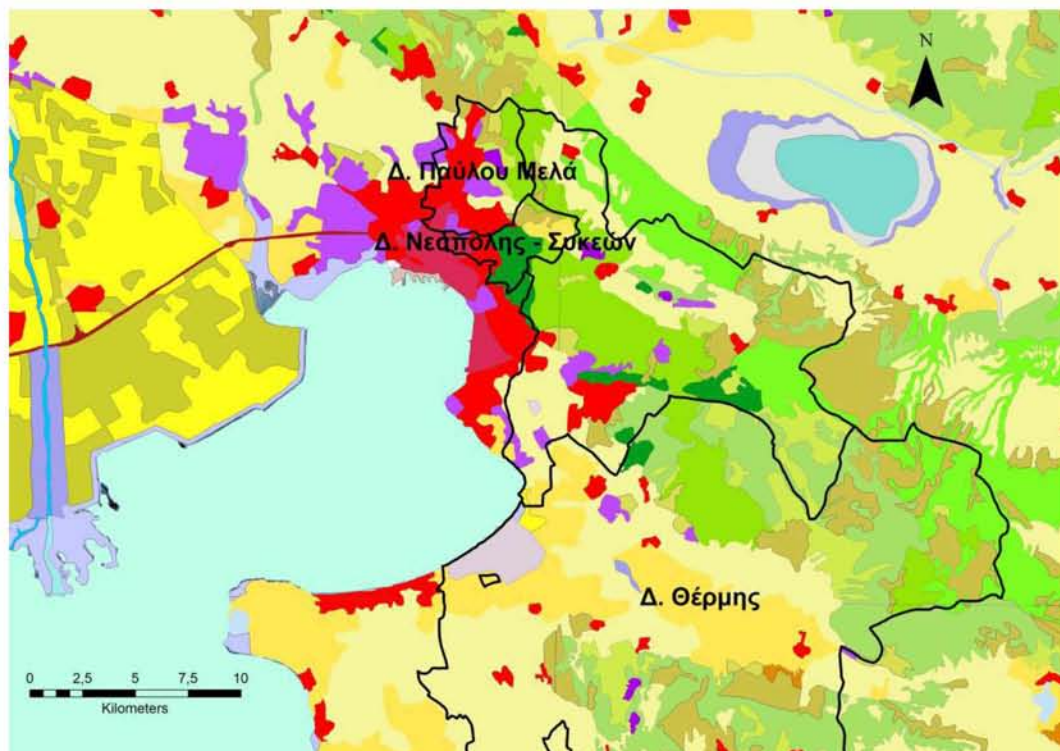 N
Δ. Παύλου Μελά
Δ. Νεάπολης - Συκεών
Δ. Θέρμης
0 2,5 5 7,5 10
Kilometers